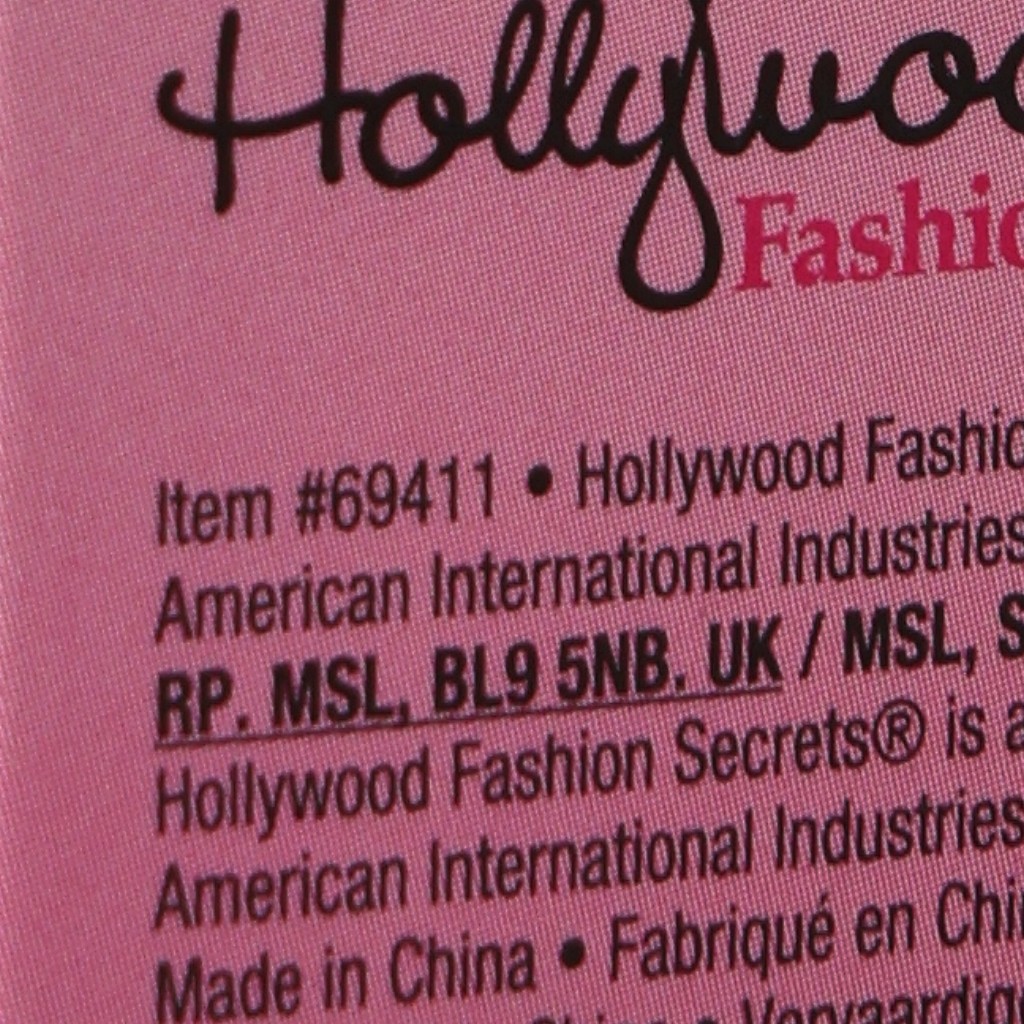 Hollywoo
Fashio
Item #69411 • Hollywood Fashio
American International Industries
RP. MSL, BL9 5NB. UK / MSL, S
Hollywood Fashion Secrets® is a
American International Industries
Made in China • Fabriqué en Chi
• Vervaardig